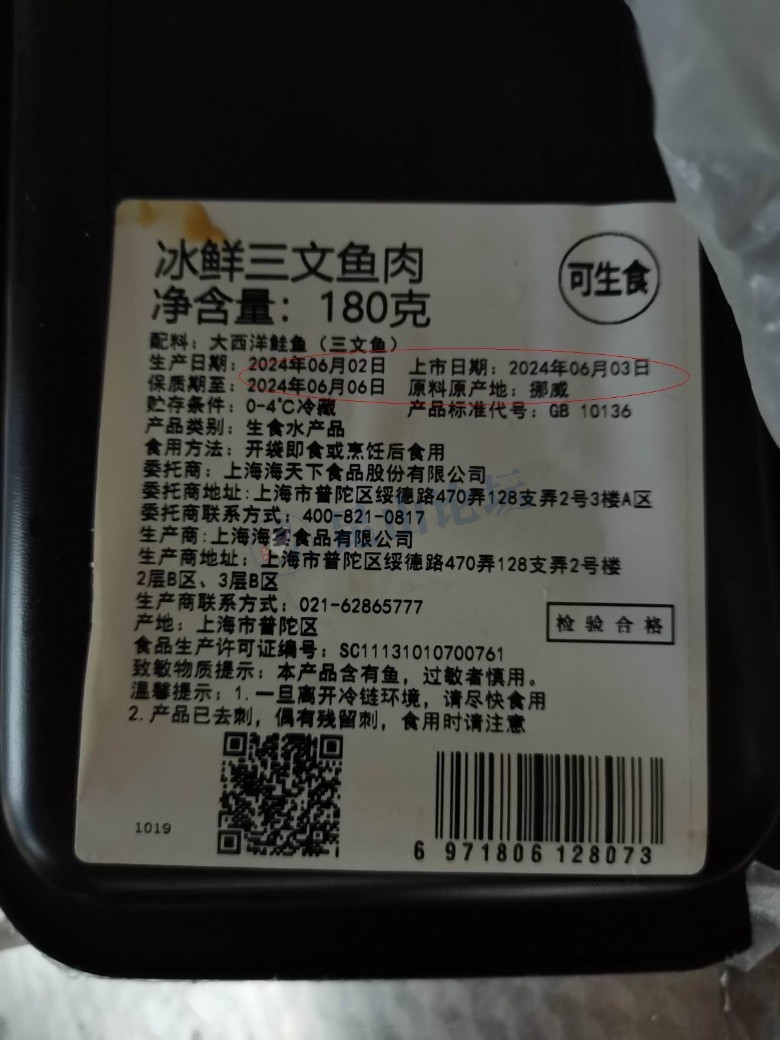 冰鲜三文鱼肉
可生食
净含量：180克
配料：大西洋鲑鱼（三文鱼）
生产日期：2024年06月02日 上市日期：2024年06月03日
保质期至：2024年06月06日 原料原产地：挪威
贮存条件：0-4℃冷藏 产品标准代号：GB 10136
产品类别：生食水产品
食用方法：开袋即食或烹饪后食用
委托商：上海海天下食品股份有限公司
委托商地址:上海市普陀区绥德路470弄128支弄2号3楼A区
委托商联系方式：400-821-0817
生产商:上海海宴食品有限公司
生产商地址：上海市普陀区绥德路470弄128支弄2号楼
2层B区、3层B区
生产商联系方式：021-62865777
产地：上海市普陀区
检验合格
食品生产许可证编号：SC11131010700761
致敏物质提示：本产品含有鱼，过敏者慎用。
温馨提示：1.一旦离开冷链环境，请尽快食用
2.产品已去刺，偶有残留刺，食用时请注意
1019
6 971806 128073